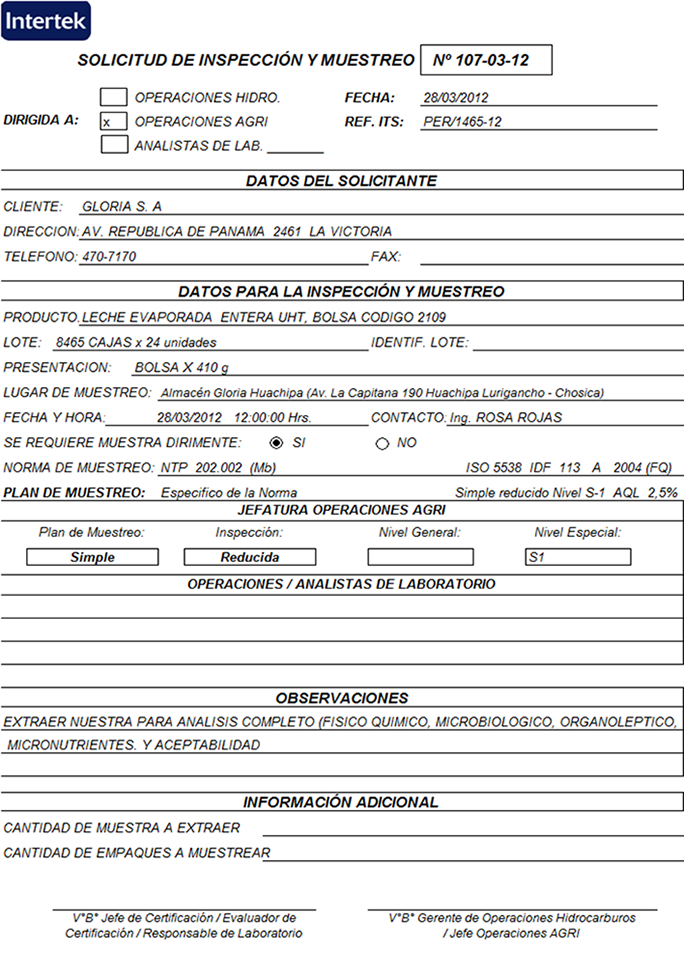 Intertek
SOLICITUD DE INSPECCIÓN Y MUESTREO Nº 107-03-12
OPERACIONES HIDRO. FECHA: 28/03/2012
DIRIGIDA A: x OPERACIONES AGRI REF. ITS: PER/1465-12
ANALISTAS DE LAB.
DATOS DEL SOLICITANTE
CLIENTE: GLORIA S. A
DIRECCION: AV. REPUBLICA DE PANAMA 2461 LA VICTORIA
TELEFONO: 470-7170 FAX:
DATOS PARA LA INSPECCIÓN Y MUESTREO
PRODUCTO. LECHE EVAPORADA ENTERA UHT, BOLSA CODIGO 2109
LOTE: 8465 CAJAS x 24 unidades IDENTIF. LOTE:
PRESENTACION: BOLSA X 410 g
LUGAR DE MUESTREO: Almacén Gloria Huachipa (Av. La Capitana 190 Huachipa Lurigancho - Chosica)
FECHA Y HORA: 28/03/2012 12:00:00 Hrs. CONTACTO: Ing. ROSA ROJAS
SE REQUIERE MUESTRA DIRIMENTE: SI NO
NORMA DE MUESTREO: NTP 202.002 (Mb) ISO 5538 IDF 113 A 2004 (FQ)
PLAN DE MUESTREO: Especifico de la Norma Simple reducido Nivel S-1 AQL 2,5%
JEFATURA OPERACIONES AGRI
Plan de Muestreo: Inspección: Nivel General: Nivel Especial:
Simple Reducida S1
OPERACIONES / ANALISTAS DE LABORATORIO
OBSERVACIONES
EXTRAER NUESTRA PARA ANALISIS COMPLETO (FISICO QUIMICO, MICROBIOLOGICO, ORGANOLEPTICO,
MICRONUTRIENTES. Y ACEPTABILIDAD
INFORMACIÓN ADICIONAL
CANTIDAD DE MUESTRA A EXTRAER
CANTIDAD DE EMPAQUES A MUESTREAR
V°B° Jefe de Certificación / Evaluador de V°B° Gerente de Operaciones Hidrocarburos
Certificación / Responsable de Laboratorio / Jefe Operaciones AGRI